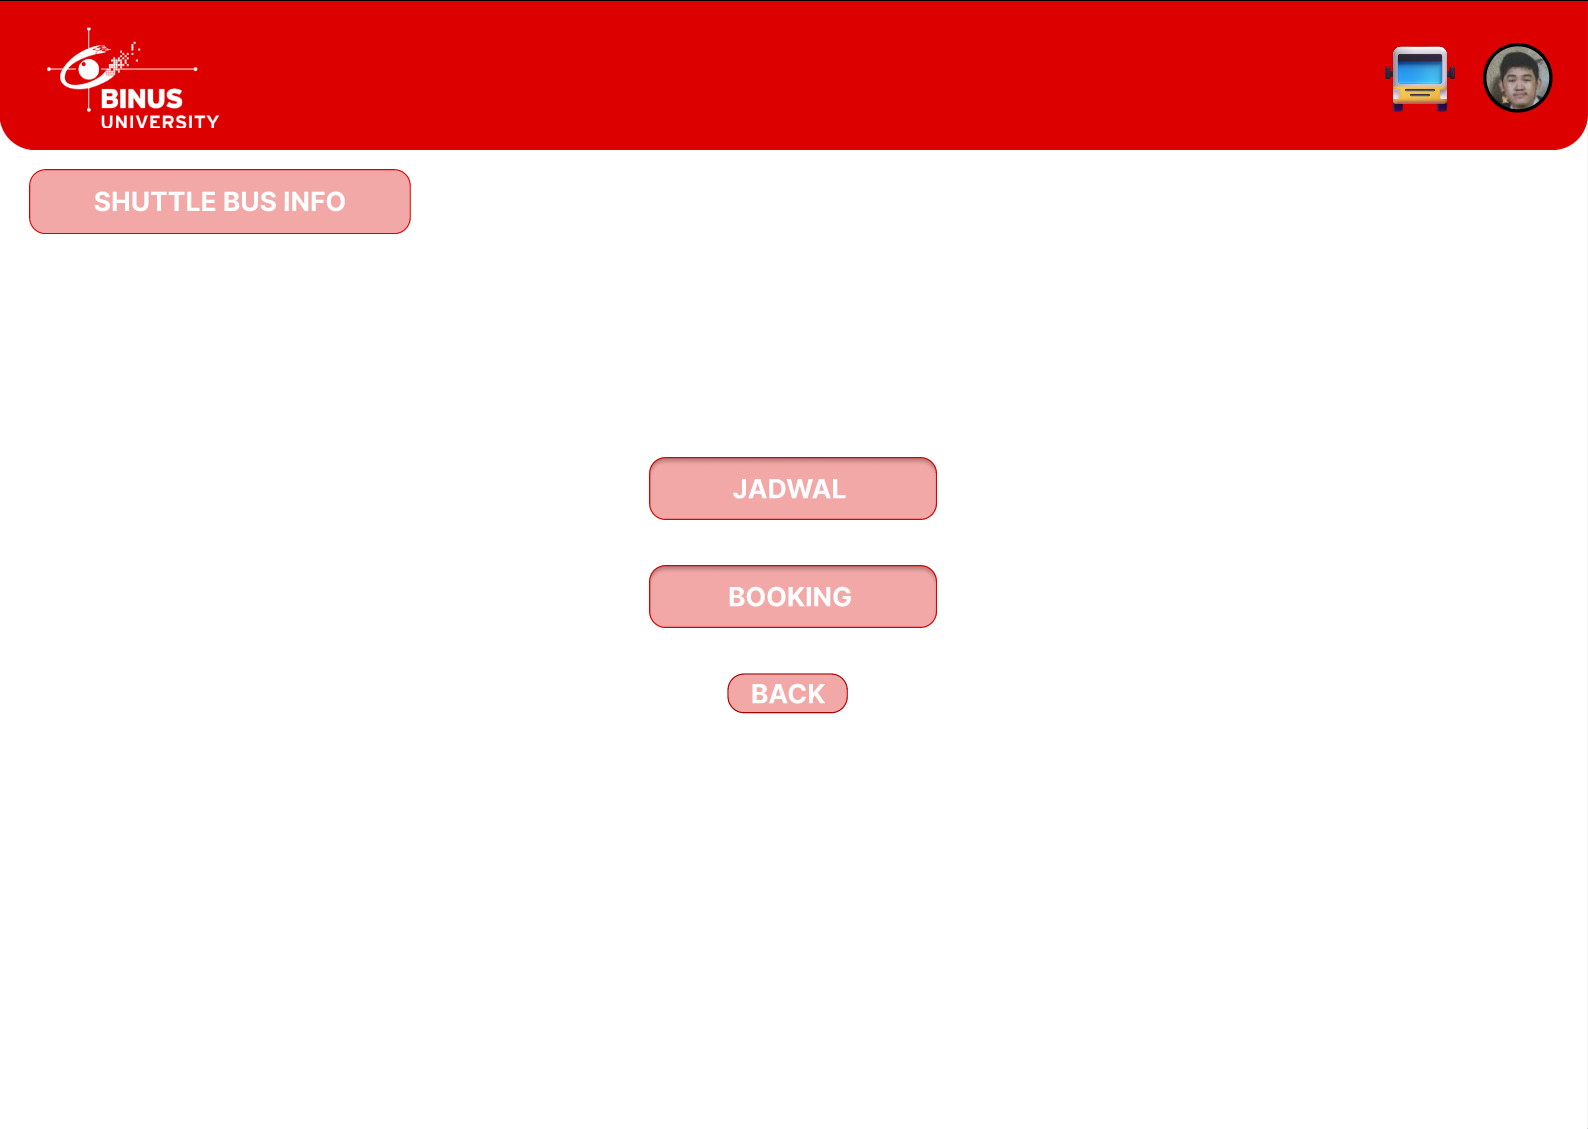 BINUS
UNIVERSITY
SHUTTLE BUS INFO
JADWAL
BOOKING
BACK